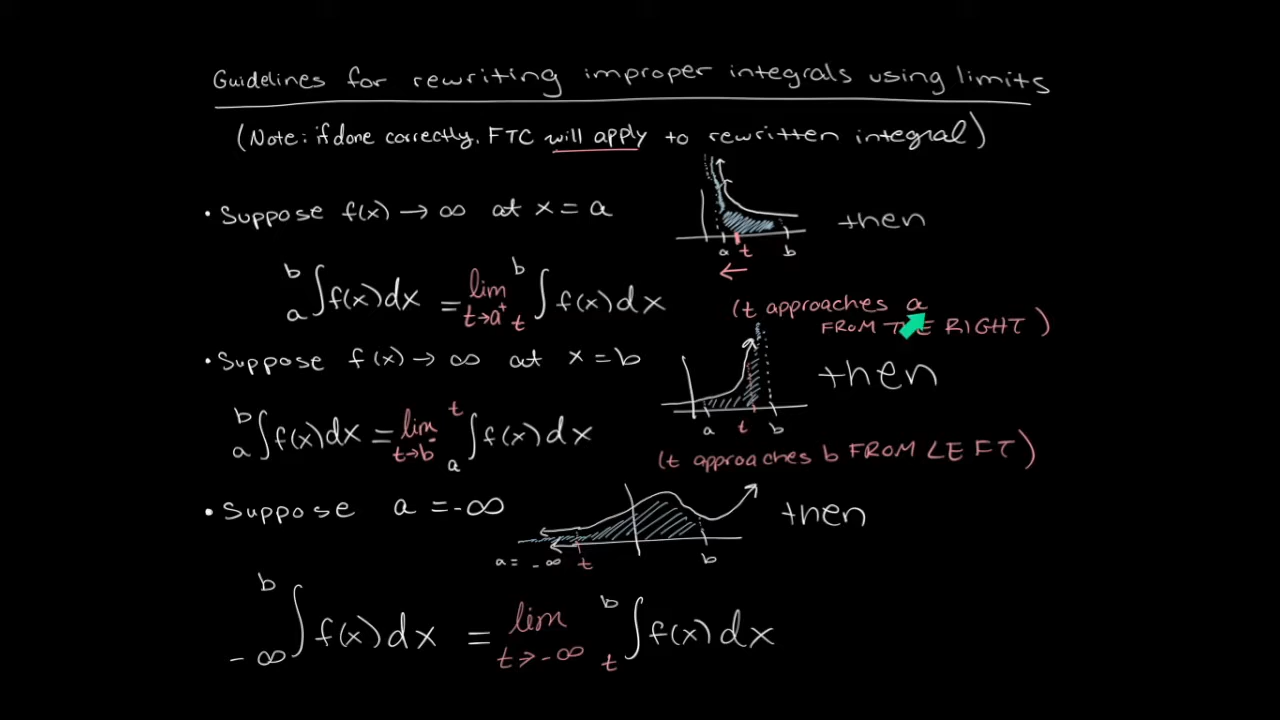 Guidelines for rewriting improper integrals using limits
(Note: if done correctly, FTC will apply to rewritten integral)
• Suppose f(x) → ∞ at x = a
then
a t b
←
b
∫ f(x) dx = lim ∫ f(x) dx
a t→a⁺ t b
(t approaches a
FROM THE RIGHT)
• Suppose f(x) → ∞ at x = b
then
a t b
b t
∫ f(x) dx = lim ∫ f(x) dx
a t→b⁻ a
(t approaches b FROM LEFT)
• Suppose a = -∞
then
a = -∞ t b
b b
∫ f(x) dx = lim ∫ f(x) dx
-∞ t→-∞ t